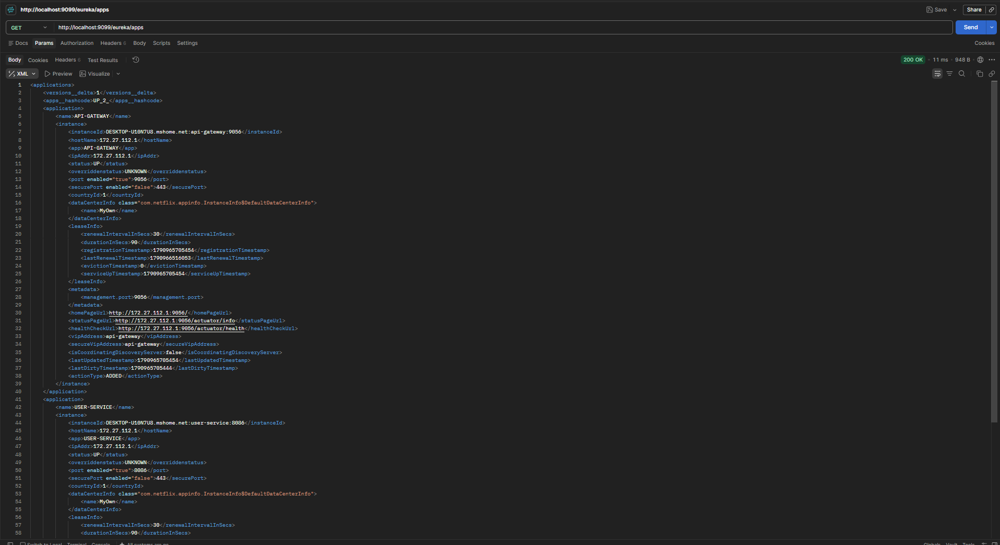 HTTP http://localhost:9099/eureka/apps Save Share
GET http://localhost:9099/eureka/apps Send
Docs Params Authorization Headers 6 Body Scripts Settings Cookies
Body Cookies Headers 6 Test Results 200 OK • 11 ms • 948 B
XML Preview Visualize
1 <applications>
2 <versions__delta>1</versions__delta>
3 <apps__hashcode>UP_2_</apps__hashcode>
4 <application>
5 <name>API-GATEWAY</name>
6 <instance>
7 <instanceId>DESKTOP-U10N7U8.mshome.net:api-gateway:9056</instanceId>
8 <hostName>172.27.112.1</hostName>
9 <app>API-GATEWAY</app>
10 <ipAddr>172.27.112.1</ipAddr>
11 <status>UP</status>
12 <overriddenstatus>UNKNOWN</overriddenstatus>
13 <port enabled="true">9056</port>
14 <securePort enabled="false">443</securePort>
15 <countryId>1</countryId>
16 <dataCenterInfo class="com.netflix.appinfo.InstanceInfo$DefaultDataCenterInfo">
17 <name>MyOwn</name>
18 </dataCenterInfo>
19 <leaseInfo>
20 <renewalIntervalInSecs>30</renewalIntervalInSecs>
21 <durationInSecs>90</durationInSecs>
22 <registrationTimestamp>1790965705454</registrationTimestamp>
23 <lastRenewalTimestamp>1790966516053</lastRenewalTimestamp>
24 <evictionTimestamp>0</evictionTimestamp>
25 <serviceUpTimestamp>1790965705454</serviceUpTimestamp>
26 </leaseInfo>
27 <metadata>
28 <management.port>9056</management.port>
29 </metadata>
30 <homePageUrl>http://172.27.112.1:9056/</homePageUrl>
31 <statusPageUrl>http://172.27.112.1:9056/actuator/info</statusPageUrl>
32 <healthCheckUrl>http://172.27.112.1:9056/actuator/health</healthCheckUrl>
33 <vipAddress>api-gateway</vipAddress>
34 <secureVipAddress>api-gateway</secureVipAddress>
35 <isCoordinatingDiscoveryServer>false</isCoordinatingDiscoveryServer>
36 <lastUpdatedTimestamp>1790965705454</lastUpdatedTimestamp>
37 <lastDirtyTimestamp>1790965705444</lastDirtyTimestamp>
38 <actionType>ADDED</actionType>
39 </instance>
40 </application>
41 <application>
42 <name>USER-SERVICE</name>
43 <instance>
44 <instanceId>DESKTOP-U10N7U8.mshome.net:user-service:8086</instanceId>
45 <hostName>172.27.112.1</hostName>
46 <app>USER-SERVICE</app>
47 <ipAddr>172.27.112.1</ipAddr>
48 <status>UP</status>
49 <overriddenstatus>UNKNOWN</overriddenstatus>
50 <port enabled="true">8086</port>
51 <securePort enabled="false">443</securePort>
52 <countryId>1</countryId>
53 <dataCenterInfo class="com.netflix.appinfo.InstanceInfo$DefaultDataCenterInfo">
54 <name>MyOwn</name>
55 </dataCenterInfo>
56 <leaseInfo>
57 <renewalIntervalInSecs>30</renewalIntervalInSecs>
58 <durationInSecs>90</durationInSecs>
Switch to Local Terminal Console All systems are go Globals Vault Tools